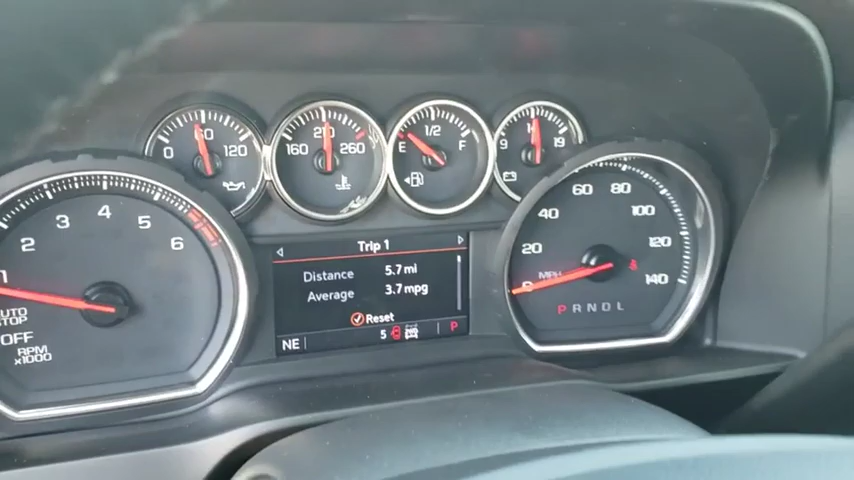 0 60 120
160 210 260
E 1/2 F
9 14 19
1 2 3 4 5 6
AUTO
STOP
OFF
RPM
x1000
Trip 1
Distance 5.7 mi
Average 3.7 mpg
Reset
NE 5 2WD P
0 20 40 60 80 100 120 140
MPH
P R N D L